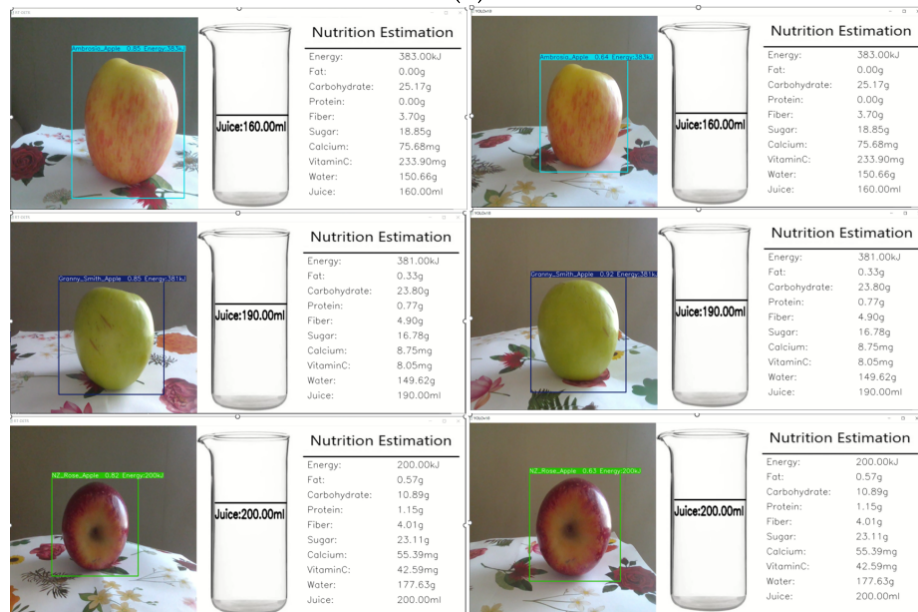 Ambrosia_Apple 0.85 Energy:383kJ
Juice:160.00ml
Nutrition Estimation
Energy: 383.00kJ
Fat: 0.00g
Carbohydrate: 25.17g
Protein: 0.00g
Fiber: 3.70g
Sugar: 18.85g
Calcium: 75.68mg
VitaminC: 233.90mg
Water: 150.66g
Juice: 160.00ml
Ambrosia_Apple 0.64 Energy:383kJ
Juice:160.00ml
Nutrition Estimation
Energy: 383.00kJ
Fat: 0.00g
Carbohydrate: 25.17g
Protein: 0.00g
Fiber: 3.70g
Sugar: 18.85g
Calcium: 75.68mg
VitaminC: 233.90mg
Water: 150.66g
Juice: 160.00ml
Granny_Smith_Apple 0.85 Energy:381kJ
Juice:190.00ml
Nutrition Estimation
Energy: 381.00kJ
Fat: 0.33g
Carbohydrate: 23.80g
Protein: 0.77g
Fiber: 4.90g
Sugar: 16.78g
Calcium: 8.75mg
VitaminC: 8.05mg
Water: 149.62g
Juice: 190.00ml
Granny_Smith_Apple 0.92 Energy:381kJ
Juice:190.00ml
Nutrition Estimation
Energy: 381.00kJ
Fat: 0.33g
Carbohydrate: 23.80g
Protein: 0.77g
Fiber: 4.90g
Sugar: 16.78g
Calcium: 8.75mg
VitaminC: 8.05mg
Water: 149.62g
Juice: 190.00ml
NZ_Rose_Apple 0.82 Energy:200kJ
Juice:200.00ml
Nutrition Estimation
Energy: 200.00kJ
Fat: 0.57g
Carbohydrate: 10.89g
Protein: 1.15g
Fiber: 4.01g
Sugar: 23.11g
Calcium: 55.39mg
VitaminC: 42.59mg
Water: 177.63g
Juice: 200.00ml
NZ_Rose_Apple 0.63 Energy:200kJ
Juice:200.00ml
Nutrition Estimation
Energy: 200.00kJ
Fat: 0.57g
Carbohydrate: 10.89g
Protein: 1.15g
Fiber: 4.01g
Sugar: 23.11g
Calcium: 55.39mg
VitaminC: 42.59mg
Water: 177.63g
Juice: 200.00ml